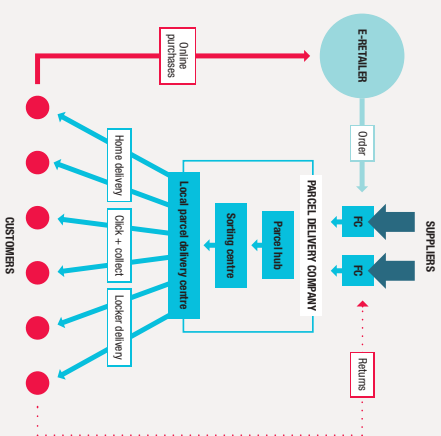 SUPPLIERS
E-RETAILER
Order
FC
FC
Returns
PARCEL DELIVERY COMPANY
Parcel hub
Sorting centre
Local parcel delivery centre
Online
purchases
Home delivery
Click + collect
Locker delivery
CUSTOMERS